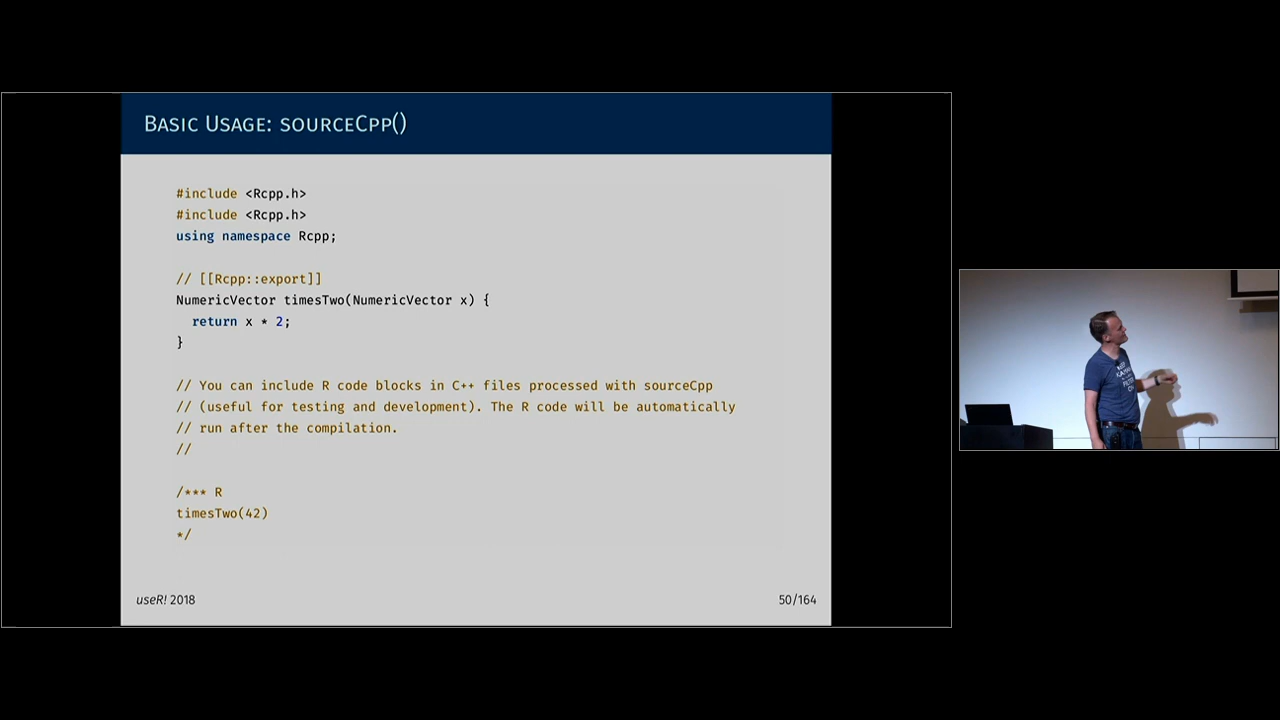 BASIC USAGE: SOURCECPP()
#include <Rcpp.h>
#include <Rcpp.h>
using namespace Rcpp;
// [[Rcpp::export]]
NumericVector timesTwo(NumericVector x) {
return x * 2;
}
// You can include R code blocks in C++ files processed with sourceCpp
// (useful for testing and development). The R code will be automatically
// run after the compilation.
//
/*** R
timesTwo(42)
*/
useR! 2018
50/164